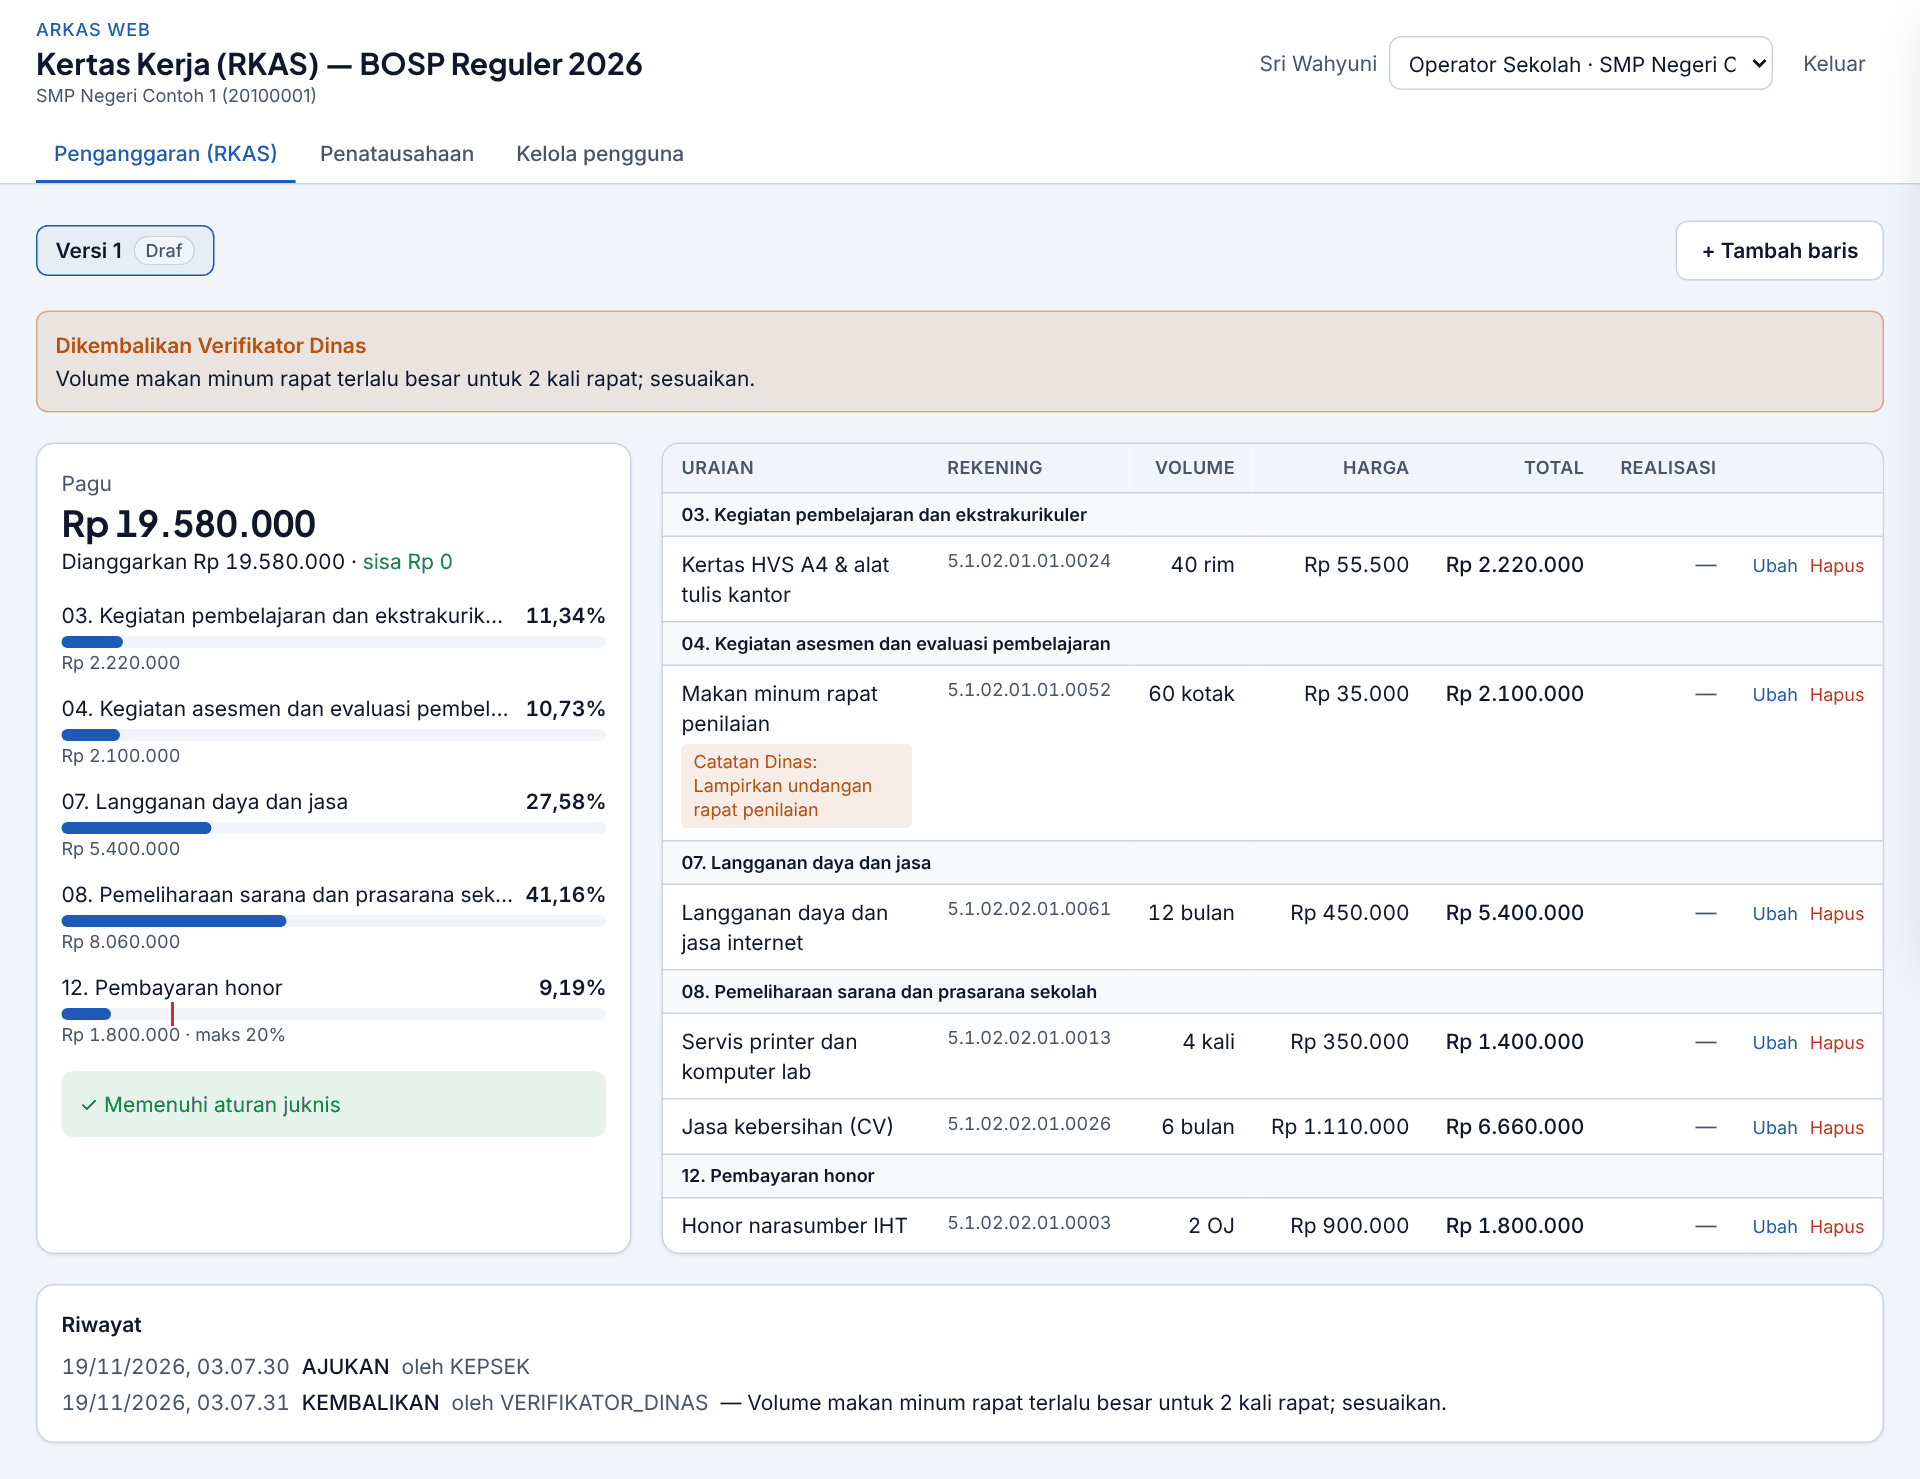 ARKAS WEB
Kertas Kerja (RKAS) — BOSP Reguler 2026
SMP Negeri Contoh 1 (20100001)
Sri Wahyuni
Operator Sekolah · SMP Negeri C
Keluar
Penganggaran (RKAS)
Penatausahaan
Kelola pengguna
Versi 1 Draf
+ Tambah baris
Dikembalikan Verifikator Dinas
Volume makan minum rapat terlalu besar untuk 2 kali rapat; sesuaikan.
Pagu
Rp 19.580.000
Dianggarkan Rp 19.580.000 · sisa Rp 0
03. Kegiatan pembelajaran dan ekstrakurik... 11,34%
Rp 2.220.000
04. Kegiatan asesmen dan evaluasi pembel... 10,73%
Rp 2.100.000
07. Langganan daya dan jasa 27,58%
Rp 5.400.000
08. Pemeliharaan sarana dan prasarana sek... 41,16%
Rp 8.060.000
12. Pembayaran honor 9,19%
Rp 1.800.000 · maks 20%
✓ Memenuhi aturan juknis
URAIAN REKENING VOLUME HARGA TOTAL REALISASI
03. Kegiatan pembelajaran dan ekstrakurikuler
Kertas HVS A4 & alat 5.1.02.01.01.0024 40 rim Rp 55.500 Rp 2.220.000 — Ubah Hapus
tulis kantor
04. Kegiatan asesmen dan evaluasi pembelajaran
Makan minum rapat 5.1.02.01.01.0052 60 kotak Rp 35.000 Rp 2.100.000 — Ubah Hapus
penilaian
Catatan Dinas:
Lampirkan undangan
rapat penilaian
07. Langganan daya dan jasa
Langganan daya dan 5.1.02.02.01.0061 12 bulan Rp 450.000 Rp 5.400.000 — Ubah Hapus
jasa internet
08. Pemeliharaan sarana dan prasarana sekolah
Servis printer dan 5.1.02.02.01.0013 4 kali Rp 350.000 Rp 1.400.000 — Ubah Hapus
komputer lab
Jasa kebersihan (CV) 5.1.02.02.01.0026 6 bulan Rp 1.110.000 Rp 6.660.000 — Ubah Hapus
12. Pembayaran honor
Honor narasumber IHT 5.1.02.02.01.0003 2 OJ Rp 900.000 Rp 1.800.000 — Ubah Hapus
Riwayat
19/11/2026, 03.07.30 AJUKAN oleh KEPSEK
19/11/2026, 03.07.31 KEMBALIKAN oleh VERIFIKATOR_DINAS — Volume makan minum rapat terlalu besar untuk 2 kali rapat; sesuaikan.